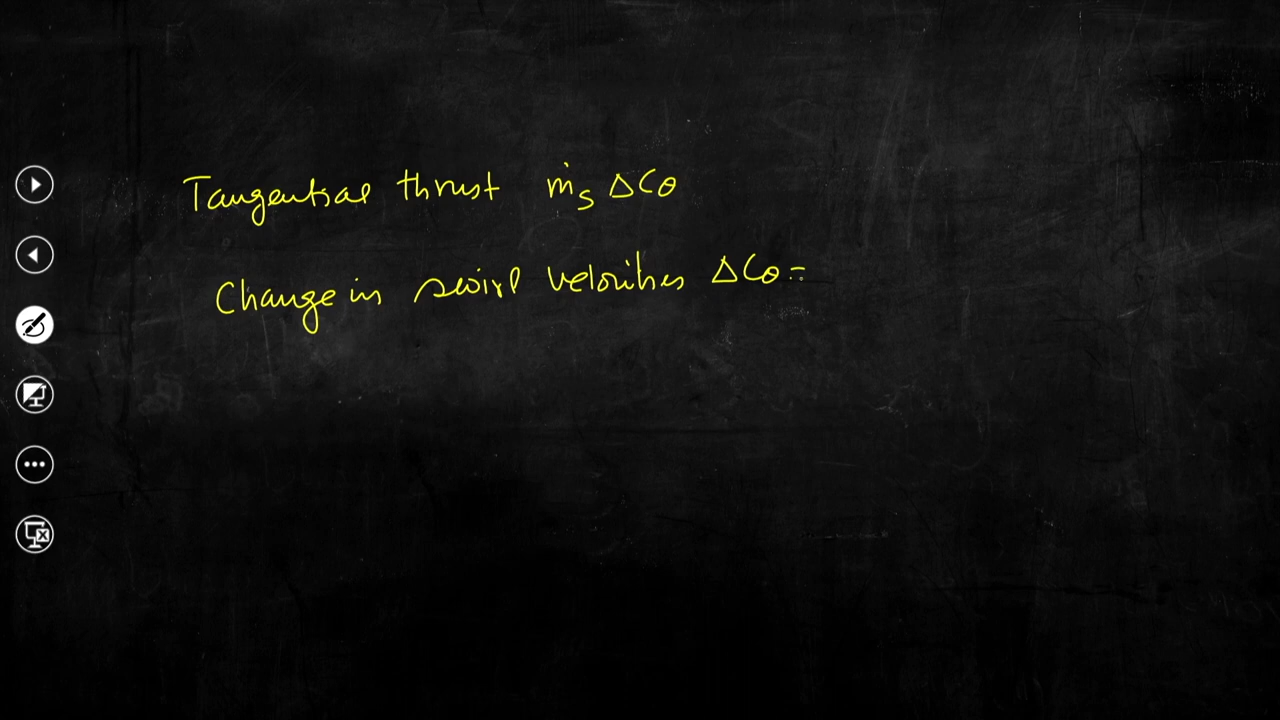 Tangential thrust ṁs ΔCθ
Change in swirl velocities ΔCθ =